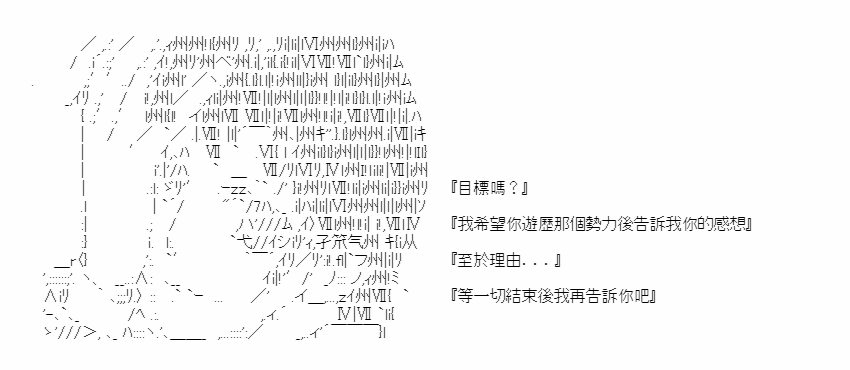 『目標嗎？』
『我希望你遊歷那個勢力後告訴我你的感想』
『至於理由...』
『等一切結束後我再告訴你吧』